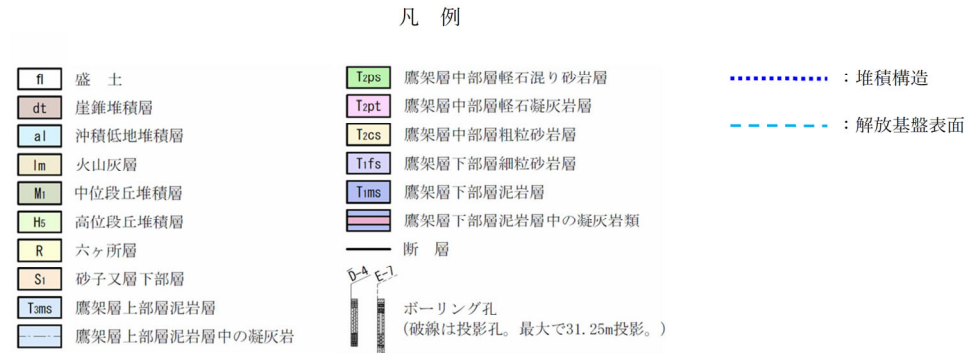 凡 例
fl 盛 土
dt 崖錐堆積層
al 沖積低地堆積層
lm 火山灰層
M1 中位段丘堆積層
H5 高位段丘堆積層
R 六ヶ所層
S1 砂子又層下部層
T3ms 鷹架層上部層泥岩層
鷹架層上部層泥岩層中の凝灰岩
T2ps 鷹架層中部層軽石混り砂岩層
T2pt 鷹架層中部層軽石凝灰岩層
T2cs 鷹架層中部層粗粒砂岩層
T1fs 鷹架層下部層細粒砂岩層
T1ms 鷹架層下部層泥岩層
鷹架層下部層泥岩層中の凝灰岩類
断 層
D-4 E-7
ボーリング孔
(破線は投影孔。最大で31.25m投影。)
：堆積構造
：解放基盤表面